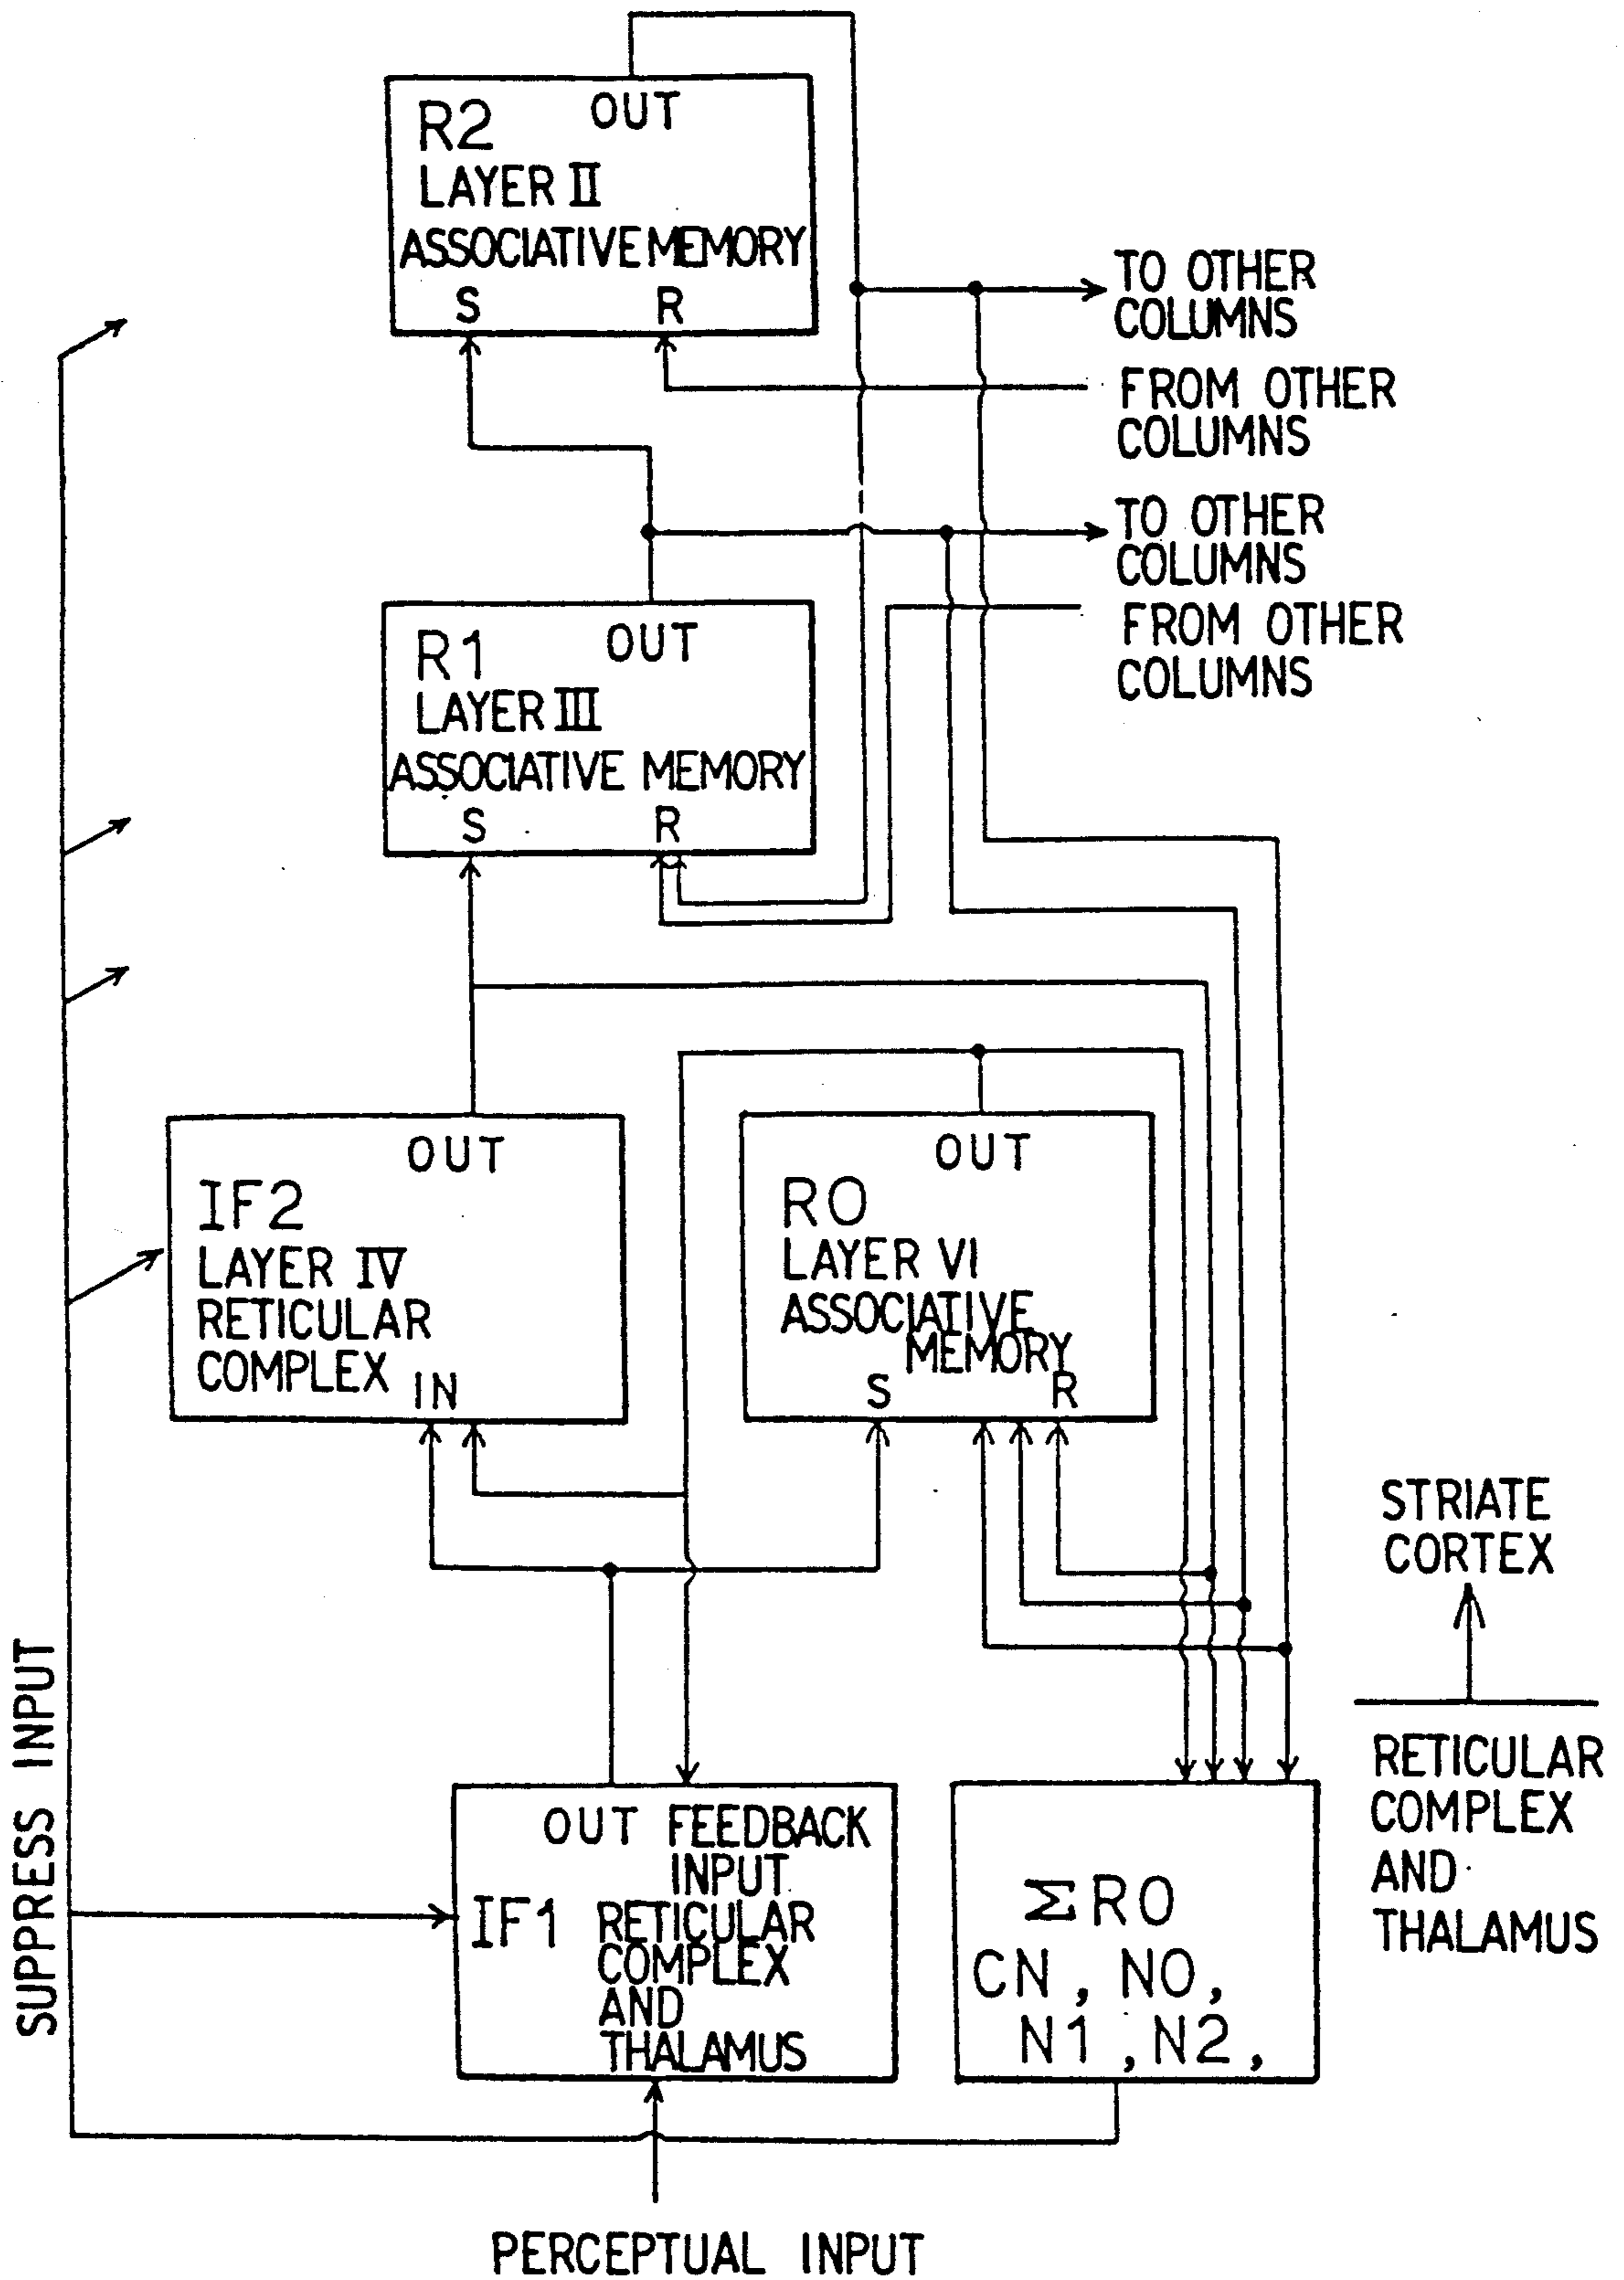 OUT
R2
LAYER II
ASSOCIATIVE MEMORY
S R
TO OTHER
COLUMNS
FROM OTHER
COLUMNS
TO OTHER
COLUMNS
FROM OTHER
COLUMNS
OUT
R1
LAYER III
ASSOCIATIVE MEMORY
S R
OUT
IF2
LAYER IV
RETICULAR
COMPLEX
IN
OUT
RO
LAYER VI
ASSOCIATIVE
MEMORY
S R
STRIATE
CORTEX
RETICULAR
COMPLEX
AND
THALAMUS
SUPPRESS INPUT
OUT FEEDBACK
INPUT
IF1 RETICULAR
COMPLEX
AND
THALAMUS
ΣRO
CN, NO,
N1, N2,
PERCEPTUAL INPUT